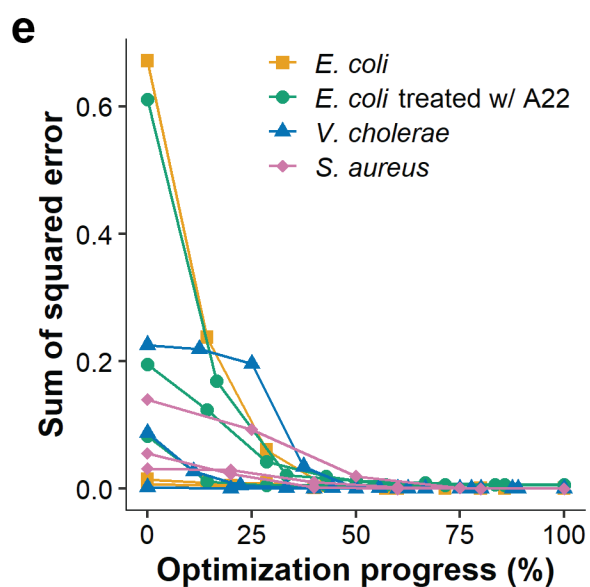 e
E. coli
E. coli treated w/ A22
V. cholerae
S. aureus
Sum of squared error
0.6
0.4
0.2
0.0
0 25 50 75 100
Optimization progress (%)